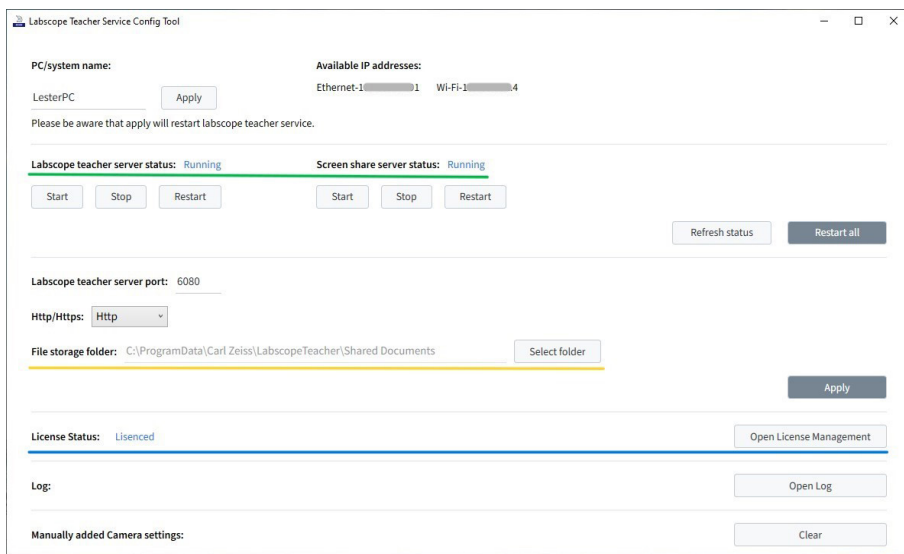 Labscope Teacher Service Config Tool
PC/system name:
Available IP addresses:
LesterPC
Apply
Ethernet-1 1 Wi-Fi-1 .4
Please be aware that apply will restart labscope teacher service.
Labscope teacher server status: Running
Screen share server status: Running
Start Stop Restart
Start Stop Restart
Refresh status Restart all
Labscope teacher server port: 6080
Http/Https: Http
File storage folder: C:\ProgramData\Carl Zeiss\LabscopeTeacher\Shared Documents Select folder
Apply
License Status: Lisenced Open License Management
Log: Open Log
Manually added Camera settings: Clear